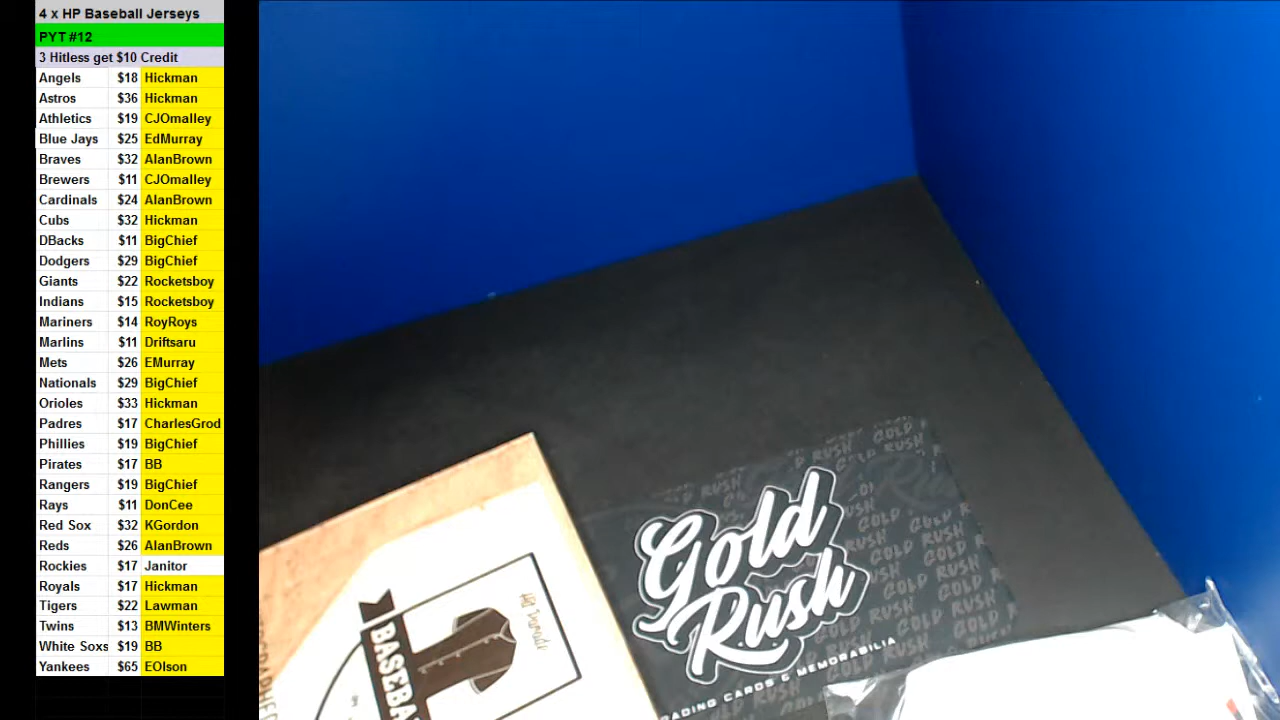 4 x HP Baseball Jerseys
PYT #12
3 Hitless get $10 Credit
Angels $18 Hickman
Astros $36 Hickman
Athletics $19 CJOmalley
Blue Jays $25 EdMurray
Braves $32 AlanBrown
Brewers $11 CJOmalley
Cardinals $24 AlanBrown
Cubs $32 Hickman
DBacks $11 BigChief
Dodgers $29 BigChief
Giants $22 Rocketsboy
Indians $15 Rocketsboy
Mariners $14 RoyRoys
Marlins $11 Driftsaru
Mets $26 EMurray
Nationals $29 BigChief
Orioles $33 Hickman
Padres $17 CharlesGrod
Phillies $19 BigChief
Pirates $17 BB
Rangers $19 BigChief
Rays $11 DonCee
Red Sox $32 KGordon
Reds $26 AlanBrown
Rockies $17 Janitor
Royals $17 Hickman
Tigers $22 Lawman
Twins $13 BMWinters
White Soxs $19 BB
Yankees $65 EOlson
Gold
Rush
RADING CARDS & MEMORABILIA
BASEBA